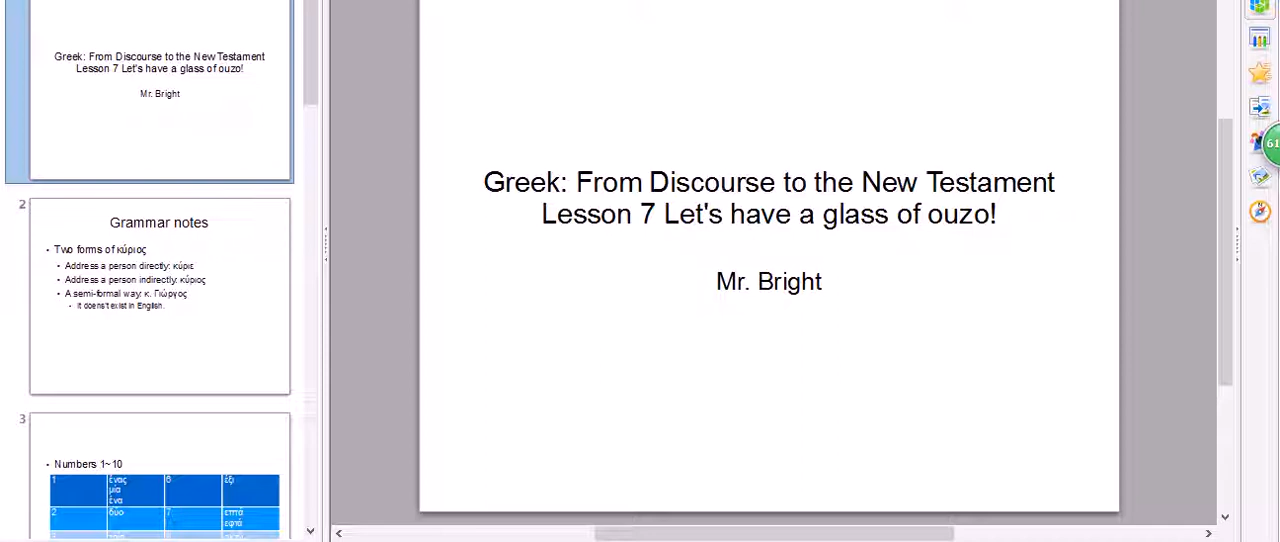 Greek: From Discourse to the New Testament
Lesson 7 Let's have a glass of ouzo!
Mr. Bright
2
Grammar notes
• Two forms of κύριος
• Address a person directly: κύριε
• Address a person indirectly: κύριος
• A semi-formal way: κ. Γιώργος
• It doens't exist in English.
3
• Numbers 1~10
1 ένας μία ένα 6 έξι
2 δύο 7 επτά εφτά
Greek: From Discourse to the New Testament
Lesson 7 Let's have a glass of ouzo!
Mr. Bright
61